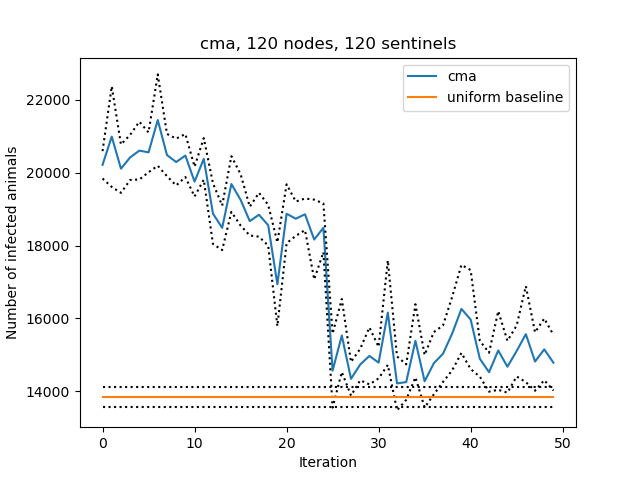 cma, 120 nodes, 120 sentinels
cma
uniform baseline
Number of infected animals
22000
20000
18000
16000
14000
0 10 20 30 40 50
Iteration